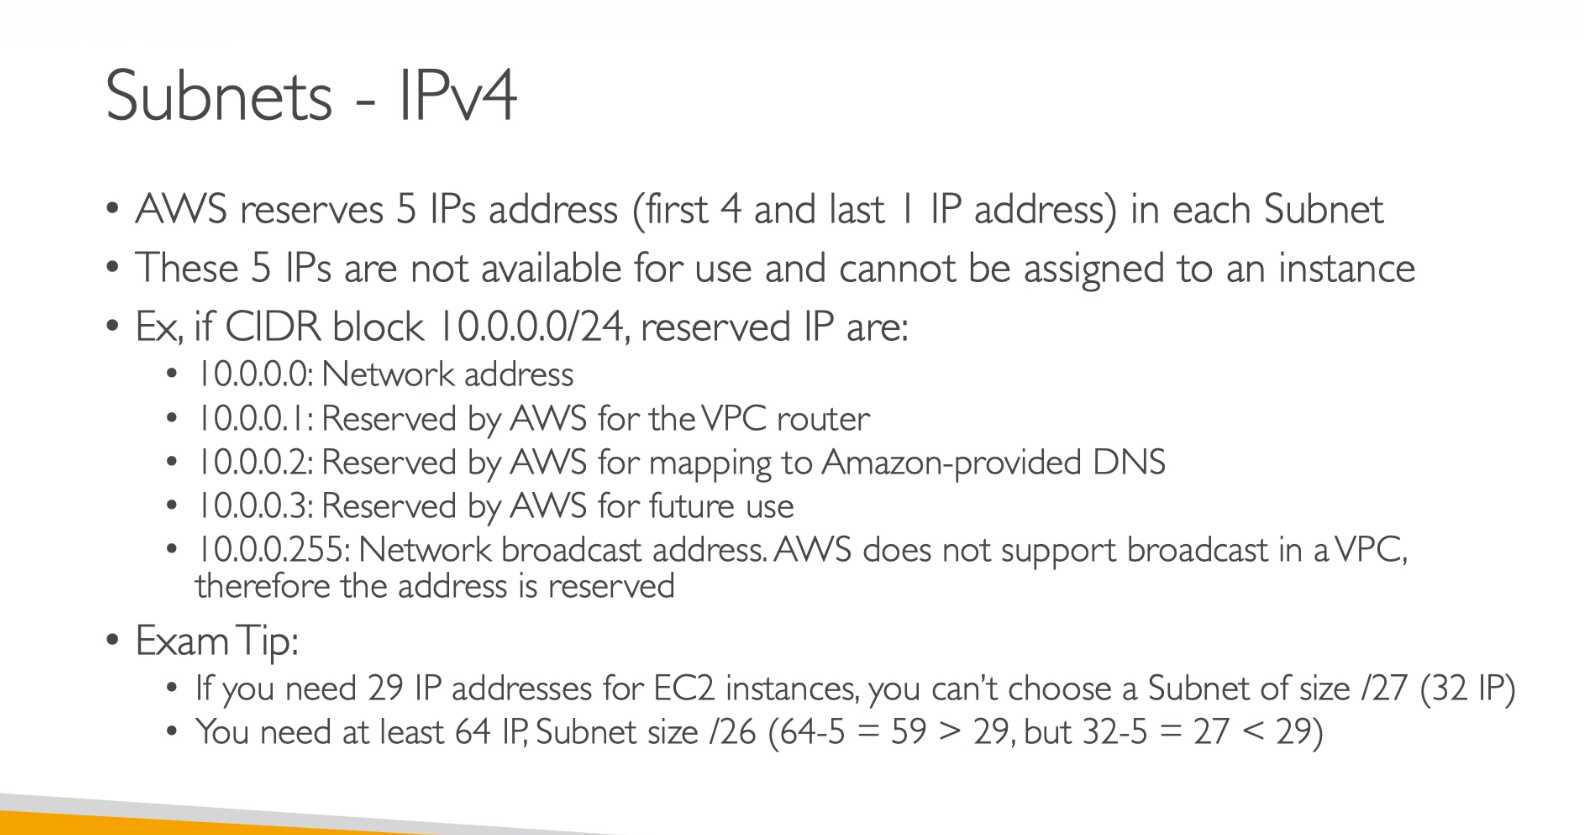 Subnets - IPv4
• AWS reserves 5 IPs address (first 4 and last 1 IP address) in each Subnet
• These 5 IPs are not available for use and cannot be assigned to an instance
• Ex, if CIDR block 10.0.0.0/24, reserved IP are:
• 10.0.0.0: Network address
• 10.0.0.1: Reserved by AWS for the VPC router
• 10.0.0.2: Reserved by AWS for mapping to Amazon-provided DNS
• 10.0.0.3: Reserved by AWS for future use
• 10.0.0.255: Network broadcast address. AWS does not support broadcast in a VPC,
therefore the address is reserved
• Exam Tip:
• If you need 29 IP addresses for EC2 instances, you can't choose a Subnet of size /27 (32 IP)
• You need at least 64 IP, Subnet size /26 (64-5 = 59 > 29, but 32-5 = 27 < 29)